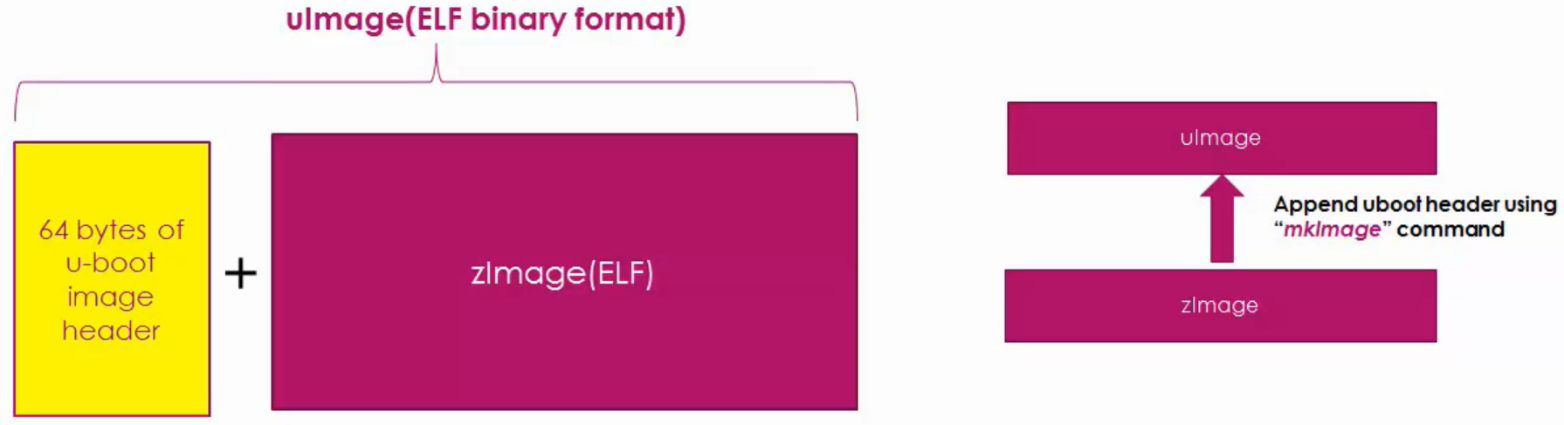 uImage(ELF binary format)
64 bytes of
u-boot
image
header
+
zImage(ELF)
uImage
Append uboot header using
“mkImage” command
zImage